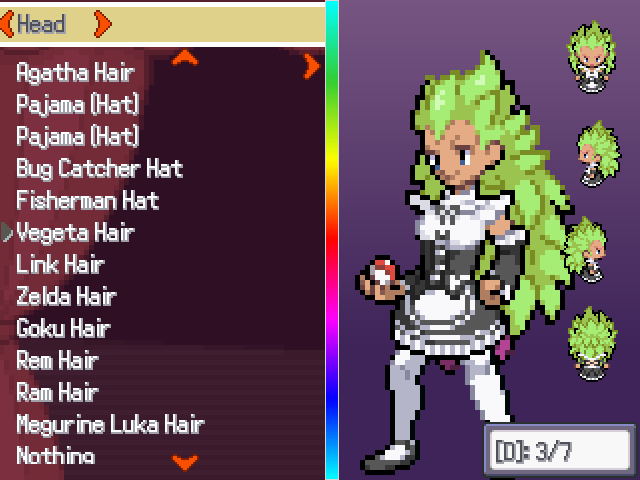 Head
Agatha Hair
Pajama (Hat)
Pajama (Hat)
Bug Catcher Hat
Fisherman Hat
Vegeta Hair
Link Hair
Zelda Hair
Goku Hair
Rem Hair
Ram Hair
Megurine Luka Hair
Nothing
[D]: 3/7